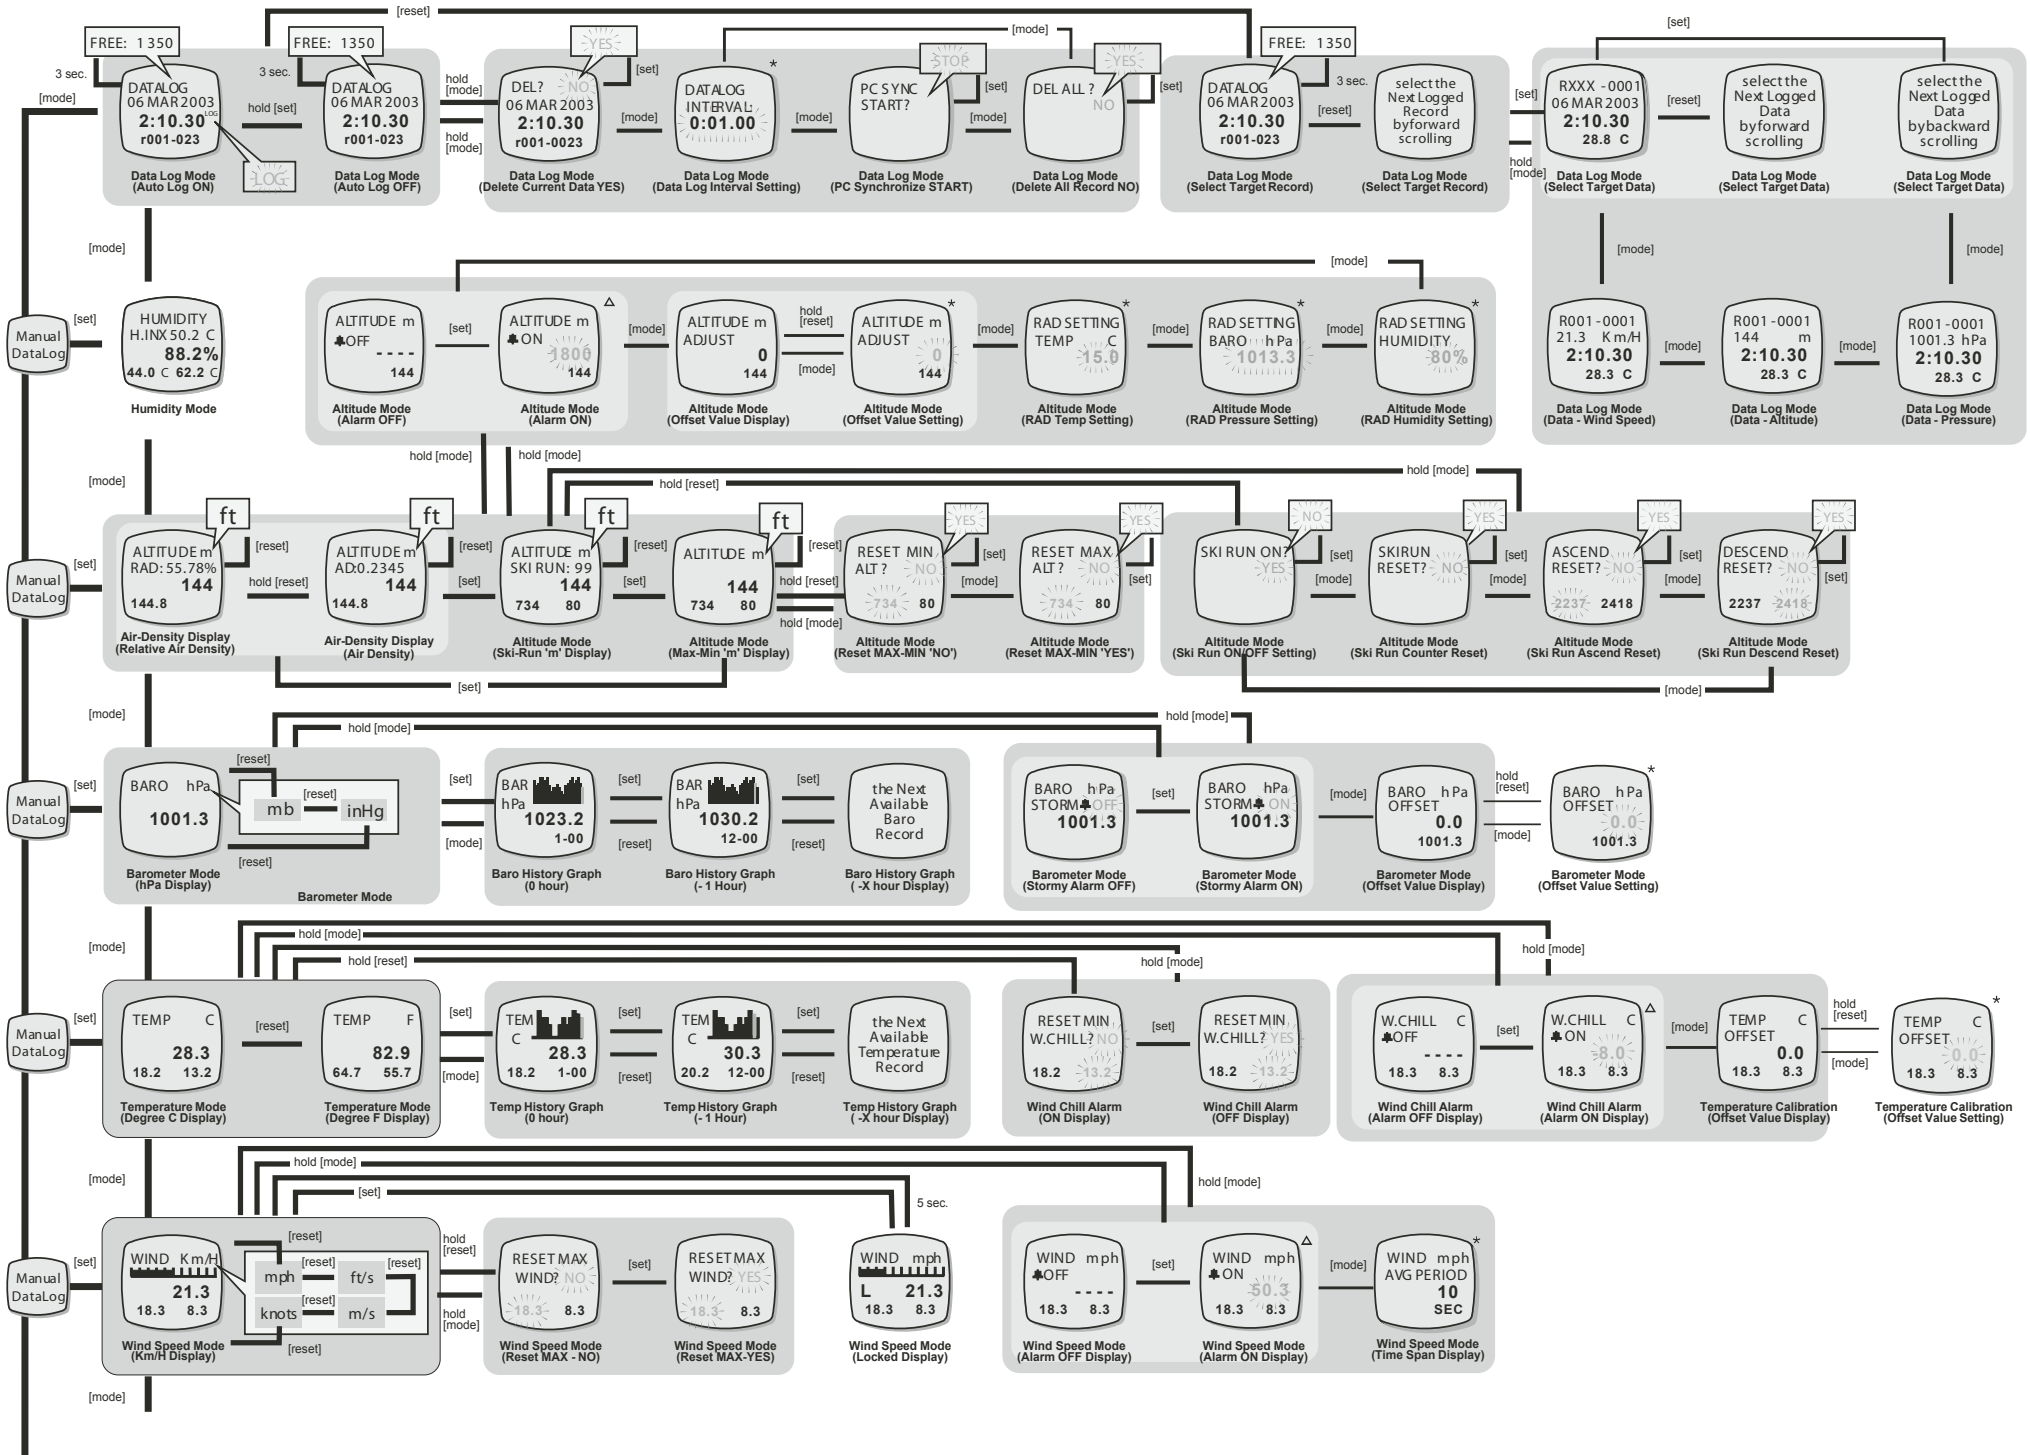 [reset]
[mode]
[set]
FREE: 1350
FREE: 1350
YES
STOP
YES
FREE: 1350
3 sec.
[mode]
DATALOG
06 MAR 2003
2:10.30
LOG
r001-023
Data Log Mode
(Auto Log ON)
LOG
hold [set]
3 sec.
DATALOG
06 MAR 2003
2:10.30
r001-023
Data Log Mode
(Auto Log OFF)
hold
[mode]
hold
[mode]
DEL? NO
06 MAR 2003
2:10.30
r001-0023
Data Log Mode
(Delete Current Data YES)
[set]
[mode]
DATALOG
INTERVAL:
0:01.00
*
Data Log Mode
(Data Log Interval Setting)
[mode]
PC SYNC
START?
Data Log Mode
(PC Synchronize START)
[set]
[mode]
DEL ALL ?
NO
Data Log Mode
(Delete All Record NO)
[set]
DATALOG
06 MAR 2003
2:10.30
r001-023
Data Log Mode
(Select Target Record)
3 sec.
[reset]
select the
Next Logged
Record
by forward
scrolling
Data Log Mode
(Select Target Record)
[set]
hold
[mode]
RXXX -0001
06 MAR 2003
2:10.30
28.8 C
Data Log Mode
(Select Target Data)
[reset]
select the
Next Logged
Data
by forward
scrolling
Data Log Mode
(Select Target Data)
select the
Next Logged
Data
by backward
scrolling
Data Log Mode
(Select Target Data)
[mode]
[mode]
[mode]
[mode]
Manual
DataLog
[set]
HUMIDITY
H.INX 50.2 C
88.2%
44.0 C 62.2 C
Humidity Mode
ALTITUDE m
OFF
- - - -
144
Altitude Mode
(Alarm OFF)
[set]
ALTITUDE m
ON
1800
144
△
Altitude Mode
(Alarm ON)
[mode]
ALTITUDE m
ADJUST
0
144
Altitude Mode
(Offset Value Display)
hold
[reset]
[mode]
ALTITUDE m
ADJUST
0
144
*
Altitude Mode
(Offset Value Setting)
[mode]
RAD SETTING
TEMP C
15.0
*
Altitude Mode
(RAD Temp Setting)
[mode]
RAD SETTING
BARO hPa
1013.3
*
Altitude Mode
(RAD Pressure Setting)
[mode]
RAD SETTING
HUMIDITY
80%
*
Altitude Mode
(RAD Humidity Setting)
R001-0001
21.3 Km/H
2:10.30
28.3 C
Data Log Mode
(Data - Wind Speed)
[mode]
R001-0001
144 m
2:10.30
28.3 C
Data Log Mode
(Data - Altitude)
[mode]
R001-0001
1001.3 hPa
2:10.30
28.3 C
Data Log Mode
(Data - Pressure)
hold [mode]
hold [mode]
hold [mode]
hold [reset]
[mode]
ft
ft
ft
ft
YES
YES
NO
YES
YES
YES
Manual
DataLog
[set]
ALTITUDE m
RAD: 55.78%
144
144.8
Air-Density Display
(Relative Air Density)
[reset]
hold [reset]
ALTITUDE m
AD:0.2345
144
144.8
Air-Density Display
(Air Density)
[reset]
[set]
ALTITUDE m
SKI RUN: 99
144
734 80
Altitude Mode
(Ski-Run 'm' Display)
[reset]
[set]
ALTITUDE m
144
734 80
Altitude Mode
(Max-Min 'm' Display)
[reset]
hold [reset]
hold [mode]
RESET MIN
ALT ? NO
734 80
Altitude Mode
(Reset MAX-MIN 'NO')
[set]
[mode]
RESET MAX
ALT ? NO
734 80
Altitude Mode
(Reset MAX-MIN 'YES')
[set]
SKI RUN ON?
YES
Altitude Mode
(Ski Run ON/OFF Setting)
[set]
[mode]
SKI RUN
RESET? NO
Altitude Mode
(Ski Run Counter Reset)
[set]
[mode]
ASCEND
RESET? NO
2237 2418
Altitude Mode
(Ski Run Ascend Reset)
[set]
[mode]
DESCEND
RESET? NO
2237 2418
Altitude Mode
(Ski Run Descend Reset)
[set]
[set]
[mode]
[mode]
hold [mode]
hold [mode]
Manual
DataLog
[set]
BARO hPa
1001.3
Barometer Mode
(hPa Display)
[reset]
mb
[reset]
inHg
[reset]
Barometer Mode
[set]
[mode]
BAR
hPa
1023.2
1-00
Baro History Graph
(0 hour)
[set]
[reset]
BAR
hPa
1030.2
12-00
Baro History Graph
(- 1 Hour)
[set]
[reset]
the Next
Available
Baro
Record
Baro History Graph
( -X hour Display)
BARO hPa
STORM OFF
1001.3
Barometer Mode
(Stormy Alarm OFF)
[set]
BARO hPa
STORM ON
1001.3
Barometer Mode
(Stormy Alarm ON)
[mode]
BARO hPa
OFFSET
0.0
1001.3
Barometer Mode
(Offset Value Display)
hold
[reset]
[mode]
BARO hPa
OFFSET
0.0
1001.3
*
Barometer Mode
(Offset Value Setting)
[mode]
hold [mode]
hold [reset]
hold [mode]
hold [mode]
Manual
DataLog
[set]
TEMP C
28.3
18.2 13.2
Temperature Mode
(Degree C Display)
[reset]
TEMP F
82.9
64.7 55.7
Temperature Mode
(Degree F Display)
[set]
[mode]
TEM
C
28.3
18.2 1-00
Temp History Graph
(0 hour)
[set]
[reset]
TEM
C
30.3
20.2 12-00
Temp History Graph
(- 1 Hour)
[set]
[reset]
the Next
Available
Temperature
Record
Temp History Graph
( -X hour Display)
RESET MIN
W.CHILL? NO
18.2 13.2
Wind Chill Alarm
(ON Display)
[set]
RESET MIN
W.CHILL? YES
18.2 13.2
Wind Chill Alarm
(OFF Display)
W.CHILL C
OFF
- - - -
18.3 8.3
Wind Chill Alarm
(Alarm OFF Display)
[set]
W.CHILL C
ON
-8.0
18.3 8.3
△
Wind Chill Alarm
(Alarm ON Display)
[mode]
TEMP C
OFFSET
0.0
18.3 8.3
Temperature Calibration
(Offset Value Display)
hold
[reset]
[mode]
TEMP C
OFFSET
0.0
18.3 8.3
*
Temperature Calibration
(Offset Value Setting)
[mode]
hold [mode]
[set]
5 sec.
hold [mode]
Manual
DataLog
[set]
WIND Km/H
21.3
18.3 8.3
Wind Speed Mode
(Km/H Display)
[reset]
mph
[reset]
ft/s
[reset]
knots
[reset]
m/s
[reset]
hold
[reset]
hold
[mode]
RESET MAX
WIND? NO
18.3 8.3
Wind Speed Mode
(Reset MAX - NO)
[set]
RESET MAX
WIND? YES
18.3 8.3
Wind Speed Mode
(Reset MAX-YES)
WIND mph
L 21.3
18.3 8.3
Wind Speed Mode
(Locked Display)
WIND mph
OFF
- - - -
18.3 8.3
Wind Speed Mode
(Alarm OFF Display)
[set]
WIND mph
ON
50.3
18.3 8.3
△
Wind Speed Mode
(Alarm ON Display)
[mode]
WIND mph
AVG PERIOD
10
SEC
*
Wind Speed Mode
(Time Span Display)
[mode]